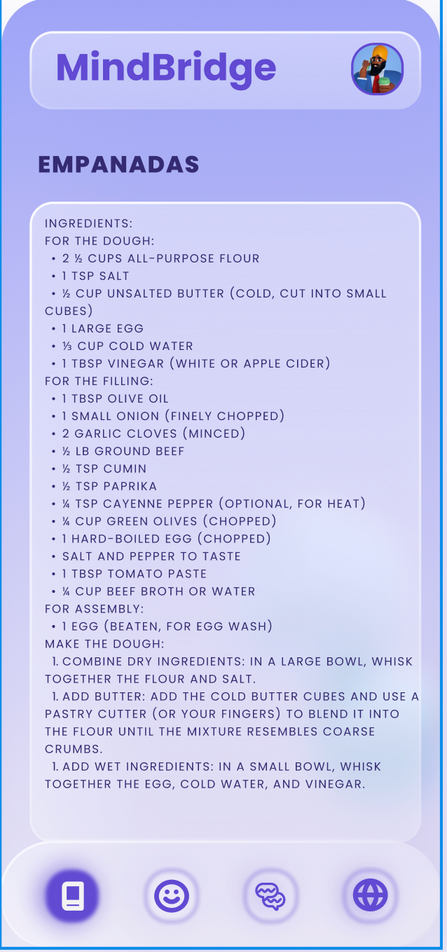 MindBridge
EMPANADAS
INGREDIENTS:
FOR THE DOUGH:
• 2 ½ CUPS ALL-PURPOSE FLOUR
• 1 TSP SALT
• ½ CUP UNSALTED BUTTER (COLD, CUT INTO SMALL
CUBES)
• 1 LARGE EGG
• ⅓ CUP COLD WATER
• 1 TBSP VINEGAR (WHITE OR APPLE CIDER)
FOR THE FILLING:
• 1 TBSP OLIVE OIL
• 1 SMALL ONION (FINELY CHOPPED)
• 2 GARLIC CLOVES (MINCED)
• ½ LB GROUND BEEF
• ½ TSP CUMIN
• ½ TSP PAPRIKA
• ¼ TSP CAYENNE PEPPER (OPTIONAL, FOR HEAT)
• ¼ CUP GREEN OLIVES (CHOPPED)
• 1 HARD-BOILED EGG (CHOPPED)
• SALT AND PEPPER TO TASTE
• 1 TBSP TOMATO PASTE
• ¼ CUP BEEF BROTH OR WATER
FOR ASSEMBLY:
• 1 EGG (BEATEN, FOR EGG WASH)
MAKE THE DOUGH:
1. COMBINE DRY INGREDIENTS: IN A LARGE BOWL, WHISK
TOGETHER THE FLOUR AND SALT.
1. ADD BUTTER: ADD THE COLD BUTTER CUBES AND USE A
PASTRY CUTTER (OR YOUR FINGERS) TO BLEND IT INTO
THE FLOUR UNTIL THE MIXTURE RESEMBLES COARSE
CRUMBS.
1. ADD WET INGREDIENTS: IN A SMALL BOWL, WHISK
TOGETHER THE EGG, COLD WATER, AND VINEGAR.